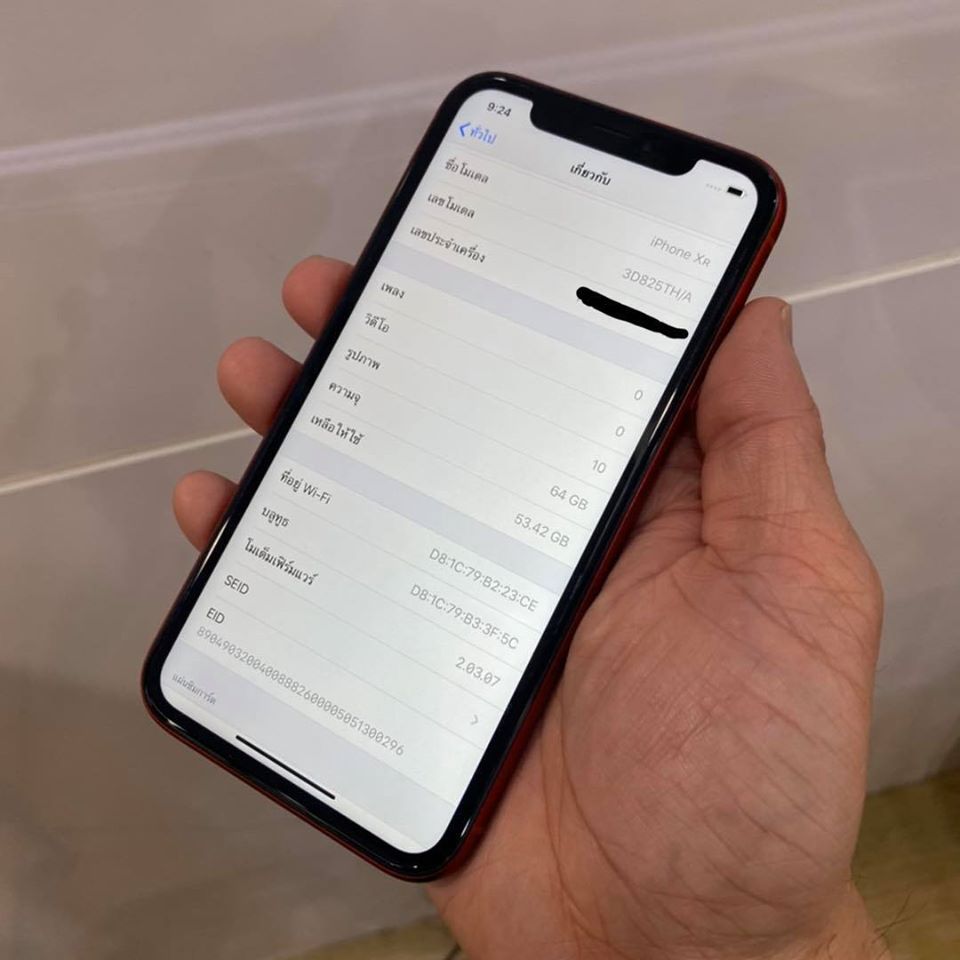 9:24
ทั่วไป
เกี่ยวกับ
ชื่อโมเดล
iPhone XR
เลขโมเดล
3D825TH/A
เลขประจำเครื่อง
เพลง
0
วิดีโอ
0
รูปภาพ
10
ความจุ
64 GB
เหลือให้ใช้
53.42 GB
ที่อยู่ Wi-Fi
D8:1C:79:B2:23:CE
บลูทูธ
D8:1C:79:B3:3F:5C
โมเด็มเฟิร์มแวร์
2.03.07
SEID
EID
89049032004008882600005051300296
แผ่นซิมการ์ด